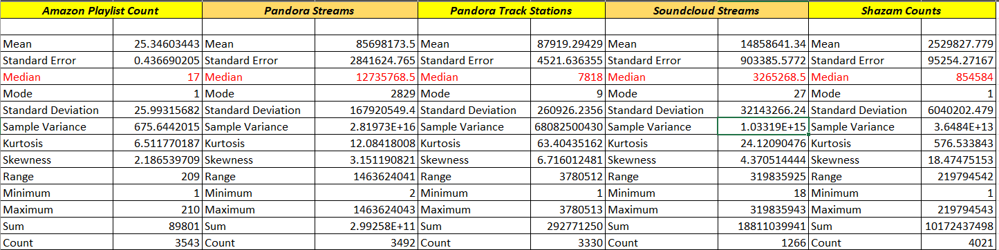 Amazon Playlist Count Pandora Streams Pandora Track Stations Soundcloud Streams Shazam Counts
Mean 25.34603443 Mean 85698173.5 Mean 87919.29429 Mean 14858641.34 Mean 2529827.779
Standard Error 0.436690205 Standard Error 2841624.765 Standard Error 4521.636355 Standard Error 903385.5772 Standard Error 95254.27167
Median 17 Median 12735768.5 Median 7818 Median 3265268.5 Median 854584
Mode 1 Mode 2829 Mode 9 Mode 27 Mode 1
Standard Deviation 25.99315682 Standard Deviation 167920549.4 Standard Deviation 260926.2356 Standard Deviation 32143266.24 Standard Deviation 6040202.479
Sample Variance 675.6442015 Sample Variance 2.81973E+16 Sample Variance 68082500430 Sample Variance 1.03319E+15 Sample Variance 3.6484E+13
Kurtosis 6.511770187 Kurtosis 12.08418008 Kurtosis 63.40435162 Kurtosis 24.12090476 Kurtosis 576.533843
Skewness 2.186539709 Skewness 3.151190821 Skewness 6.716012481 Skewness 4.370514444 Skewness 18.47475153
Range 209 Range 1463624041 Range 3780512 Range 319835925 Range 219794542
Minimum 1 Minimum 2 Minimum 1 Minimum 18 Minimum 1
Maximum 210 Maximum 1463624043 Maximum 3780513 Maximum 319835943 Maximum 219794543
Sum 89801 Sum 2.99258E+11 Sum 292771250 Sum 18811039941 Sum 10172437498
Count 3543 Count 3492 Count 3330 Count 1266 Count 4021